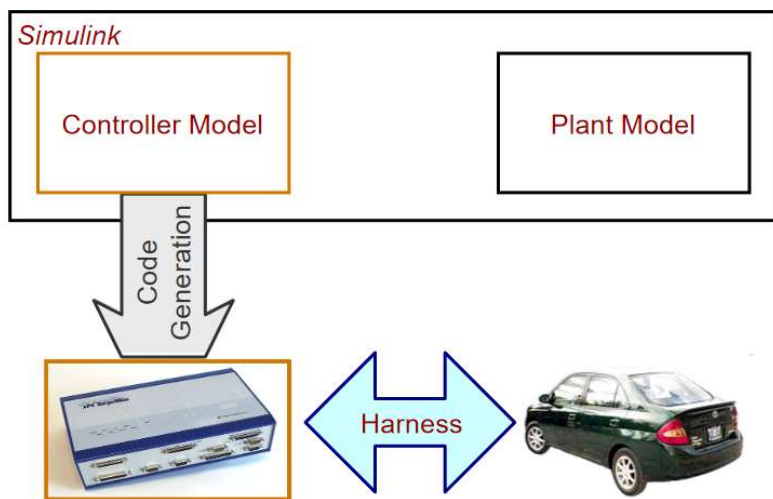 Simulink
Controller Model
Plant Model
Code
Generation
Harness